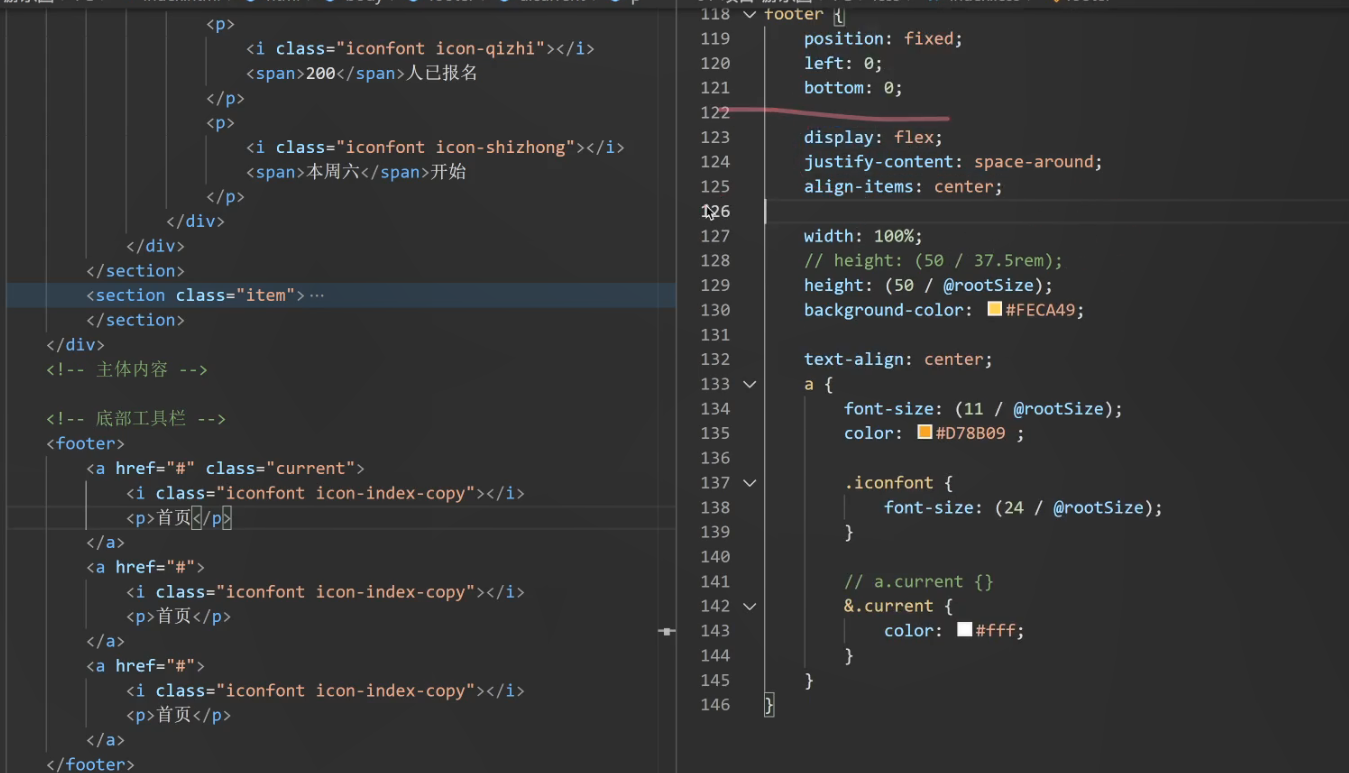 <p>
<i class="iconfont icon-qizhi"></i>
<span>200</span>人已报名
</p>
<p>
<i class="iconfont icon-shizhong"></i>
<span>本周六</span>开始
</p>
</div>
</div>
</section>
<section class="item">···
</section>
</div>
<!-- 主体内容 -->
<!-- 底部工具栏 -->
<footer>
<a href="#" class="current">
<i class="iconfont icon-index-copy"></i>
<p>首页</p>
</a>
<a href="#">
<i class="iconfont icon-index-copy"></i>
<p>首页</p>
</a>
<a href="#">
<i class="iconfont icon-index-copy"></i>
<p>首页</p>
</a>
</footer>
118 footer {
119 position: fixed;
120 left: 0;
121 bottom: 0;
122
123 display: flex;
124 justify-content: space-around;
125 align-items: center;
126
127 width: 100%;
128 // height: (50 / 37.5rem);
129 height: (50 / @rootSize);
130 background-color: #FECA49;
131
132 text-align: center;
133 a {
134 font-size: (11 / @rootSize);
135 color: #D78B09 ;
136
137 .iconfont {
138 font-size: (24 / @rootSize);
139 }
140
141 // a.current {}
142 &.current {
143 color: #fff;
144 }
145 }
146 }